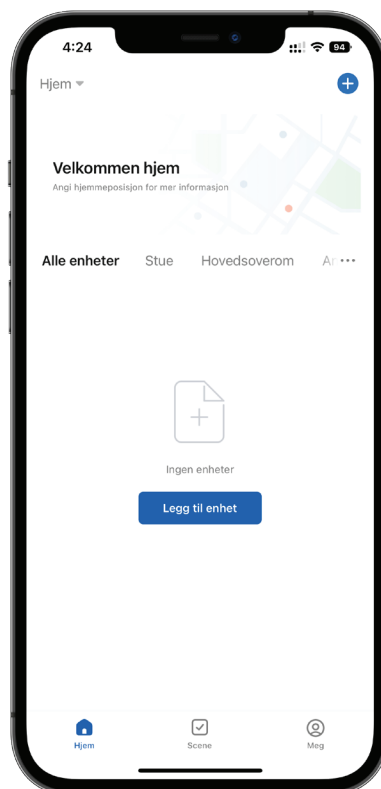 4:24
94
Hjem
Velkommen hjem
Angi hjemmeposisjon for mer informasjon
Alle enheter Stue Hovedsoverom
Ingen enheter
Legg til enhet
Hjem Scene Meg